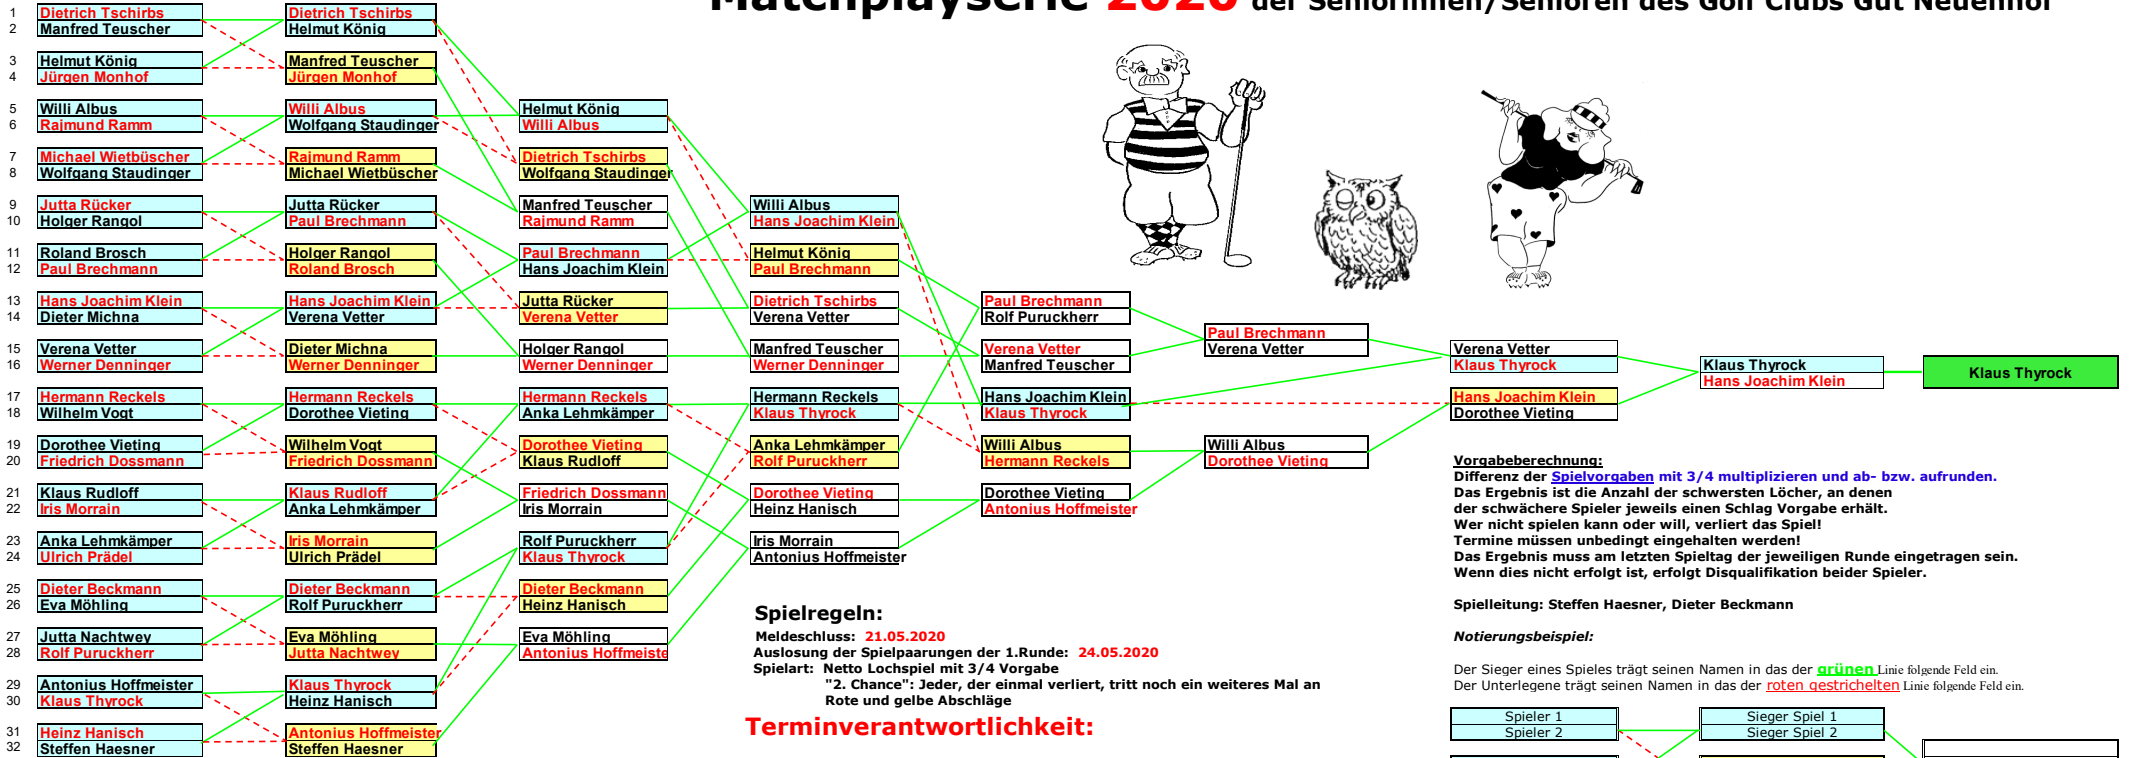 Matchplayserie 2020 der Seniorinnen/Senioren des Golf Clubs Gut Neuenhof
1 Dietrich Tschirbs
2 Manfred Teuscher
3 Helmut König
4 Jürgen Monhof
5 Willi Albus
6 Rajmund Ramm
7 Michael Wietbüscher
8 Wolfgang Staudinger
9 Jutta Rücker
10 Holger Rangol
11 Roland Brosch
12 Paul Brechmann
13 Hans Joachim Klein
14 Dieter Michna
15 Verena Vetter
16 Werner Denninger
17 Hermann Reckels
18 Wilhelm Vogt
19 Dorothee Vieting
20 Friedrich Dossmann
21 Klaus Rudloff
22 Iris Morrain
23 Anka Lehmkämper
24 Ulrich Prädel
25 Dieter Beckmann
26 Eva Möhling
27 Jutta Nachtwey
28 Rolf Puruckherr
29 Antonius Hoffmeister
30 Klaus Thyrock
31 Heinz Hanisch
32 Steffen Haesner
Dietrich Tschirbs
Helmut König
Manfred Teuscher
Jürgen Monhof
Willi Albus
Wolfgang Staudinger
Rajmund Ramm
Michael Wietbüscher
Jutta Rücker
Paul Brechmann
Holger Rangol
Roland Brosch
Hans Joachim Klein
Verena Vetter
Dieter Michna
Werner Denninger
Hermann Reckels
Dorothee Vieting
Wilhelm Vogt
Friedrich Dossmann
Klaus Rudloff
Anka Lehmkämper
Iris Morrain
Ulrich Prädel
Dieter Beckmann
Rolf Puruckherr
Eva Möhling
Jutta Nachtwey
Klaus Thyrock
Heinz Hanisch
Antonius Hoffmeister
Steffen Haesner
Helmut König
Willi Albus
Dietrich Tschirbs
Wolfgang Staudinger
Manfred Teuscher
Rajmund Ramm
Paul Brechmann
Hans Joachim Klein
Jutta Rücker
Verena Vetter
Holger Rangol
Werner Denninger
Hermann Reckels
Anka Lehmkämper
Dorothee Vieting
Klaus Rudloff
Friedrich Dossmann
Iris Morrain
Rolf Puruckherr
Klaus Thyrock
Dieter Beckmann
Heinz Hanisch
Eva Möhling
Antonius Hoffmeiste
Willi Albus
Hans Joachim Klein
Helmut König
Paul Brechmann
Dietrich Tschirbs
Verena Vetter
Manfred Teuscher
Werner Denninger
Hermann Reckels
Klaus Thyrock
Anka Lehmkämper
Rolf Puruckherr
Dorothee Vieting
Heinz Hanisch
Iris Morrain
Antonius Hoffmeister
Paul Brechmann
Rolf Puruckherr
Verena Vetter
Manfred Teuscher
Hans Joachim Klein
Klaus Thyrock
Willi Albus
Hermann Reckels
Dorothee Vieting
Antonius Hoffmeister
Paul Brechmann
Verena Vetter
Willi Albus
Dorothee Vieting
Verena Vetter
Klaus Thyrock
Hans Joachim Klein
Dorothee Vieting
Klaus Thyrock
Hans Joachim Klein
Klaus Thyrock
Spielregeln:
Meldeschluss: 21.05.2020
Auslosung der Spielpaarungen der 1.Runde: 24.05.2020
Spielart: Netto Lochspiel mit 3/4 Vorgabe
"2. Chance": Jeder, der einmal verliert, tritt noch ein weiteres Mal an
Rote und gelbe Abschläge
Terminverantwortlichkeit:
Vorgabeberechnung:
Differenz der Spielvorgaben mit 3/4 multiplizieren und ab- bzw. aufrunden.
Das Ergebnis ist die Anzahl der schwersten Löcher, an denen
der schwächere Spieler jeweils einen Schlag Vorgabe erhält.
Wer nicht spielen kann oder will, verliert das Spiel!
Termine müssen unbedingt eingehalten werden!
Das Ergebnis muss am letzten Spieltag der jeweiligen Runde eingetragen sein.
Wenn dies nicht erfolgt ist, erfolgt Disqualifikation beider Spieler.
Spielleitung: Steffen Haesner, Dieter Beckmann
Notierungsbeispiel:
Der Sieger eines Spieles trägt seinen Namen in das der grünen Linie folgende Feld ein.
Der Unterlegene trägt seinen Namen in das der roten gestrichelten Linie folgende Feld ein.
Spieler 1
Spieler 2
Sieger Spiel 1
Sieger Spiel 2